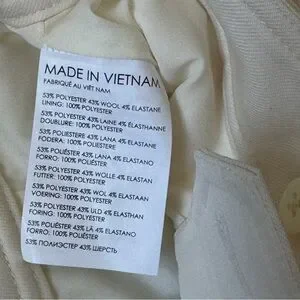 MADE IN VIETNAM
FABRIQUÉ AU VIÊT NAM
53% POLYESTER 43% WOOL 4% ELASTANE
LINING: 100% POLYESTER
53% POLYESTER 43% LAINE 4% ÉLASTHANNE
DOUBLURE: 100% POLYESTER
53% POLIESTERE 43% LANA 4% ELASTANE
FODERA: 100% POLIESTERE
53% POLIÉSTER 43% LANA 4% ELASTANO
FORRO: 100% POLIÉSTER
53% POLYESTER 43% WOLLE 4% ELASTAN
FUTTER: 100% POLYESTER
53% POLYESTER 43% WOL 4% ELASTAAN
VOERING: 100% POLYESTER
53% POLYESTER 43% ULD 4% ELASTHAN
FORING: 100% POLYESTER
53% POLIÉSTER 43% LÃ 4% ELASTANO
FORRO: 100% POLIÉSTER
53% ПОЛИЭСТЕР 43% ШЕРСТЬ